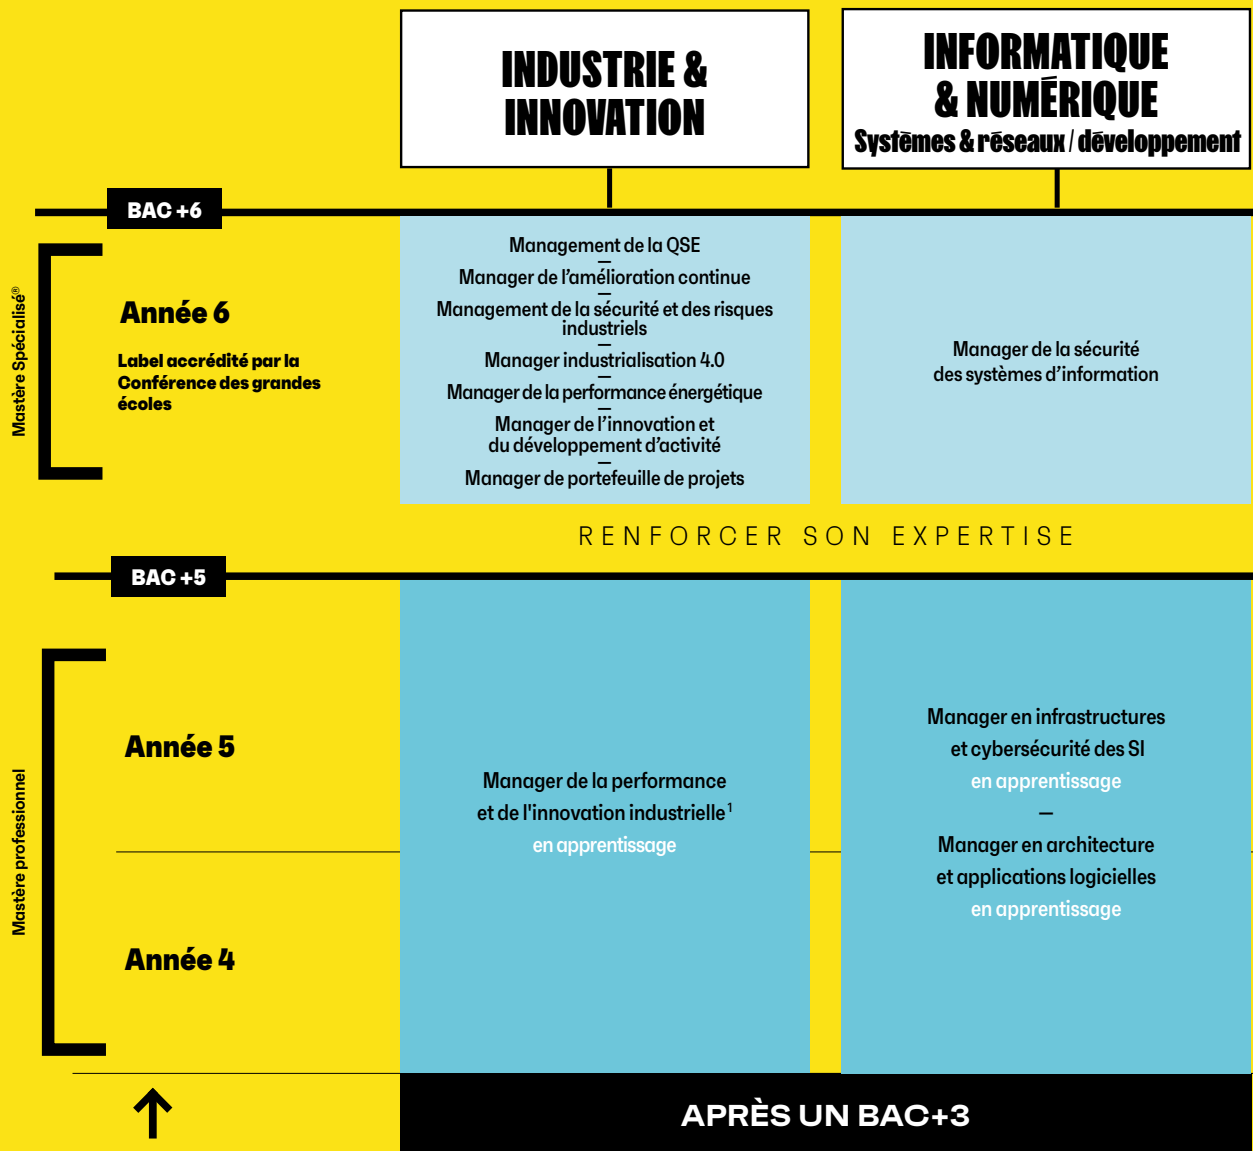 INDUSTRIE &
INNOVATION
INFORMATIQUE
& NUMÉRIQUE
Systèmes & réseaux / développement
BAC +6
Mastère Spécialisé®
Année 6
Label accrédité par la
Conférence des grandes
écoles
Management de la QSE
—
Manager de l’amélioration continue
—
Management de la sécurité et des risques
industriels
—
Manager industrialisation 4.0
—
Manager de la performance énergétique
—
Manager de l’innovation et
du développement d’activité
—
Manager de portefeuille de projets
Manager de la sécurité
des systèmes d’information
RENFORCER SON EXPERTISE
BAC +5
Mastère professionnel
Année 5
Année 4
Manager de la performance
et de l'innovation industrielle¹
en apprentissage
Manager en infrastructures
et cybersécurité des SI
en apprentissage
—
Manager en architecture
et applications logicielles
en apprentissage
APRÈS UN BAC+3